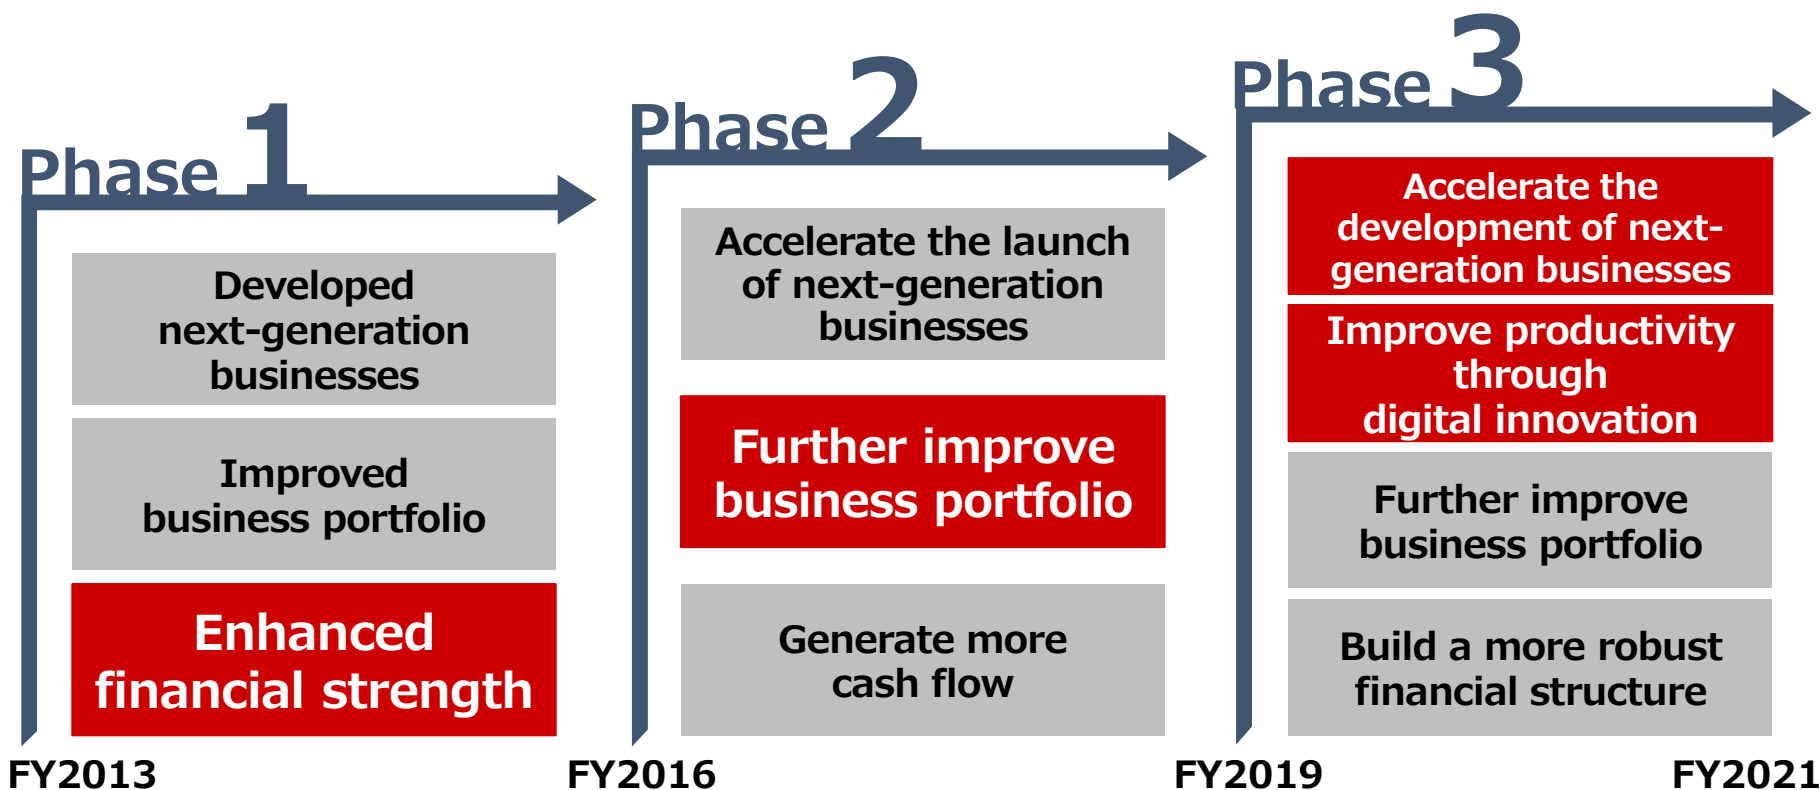 Phase 1
Developed
next-generation
businesses
Improved
business portfolio
Enhanced
financial strength
Phase 2
Accelerate the launch
of next-generation
businesses
Further improve
business portfolio
Generate more
cash flow
Phase 3
Accelerate the
development of next-
generation businesses
Improve productivity
through
digital innovation
Further improve
business portfolio
Build a more robust
financial structure
FY2013
FY2016
FY2019
FY2021